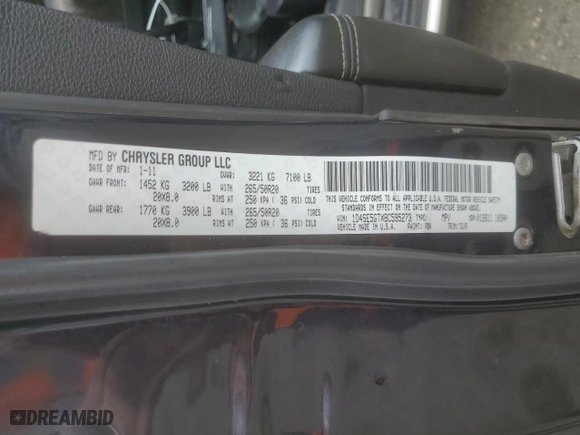 MFD BY CHRYSLER GROUP LLC
DATE OF MFR: 1-11 GVWR: 3221 KG 7100 LB
GAWR FRONT: 1452 KG 3200 LB WITH 265/50R20 TIRES
20X8.0 RIMS AT 250 KPA ( 36 PSI) COLD
GAWR REAR: 1770 KG 3900 LB WITH 265/50R20 TIRES
20X8.0 RIMS AT 250 KPA ( 36 PSI) COLD
THIS VEHICLE CONFORMS TO ALL APPLICABLE U.S.A. FEDERAL MOTOR VEHICLE SAFETY
STANDARDS IN EFFECT ON THE DATE OF MANUFACTURE SHOWN ABOVE.
VIN: 1D4SE5GTXBC595273 TYPE: MPV
VEHICLE MADE IN U.S.A. PAINT: TRIM:
DREAMBID